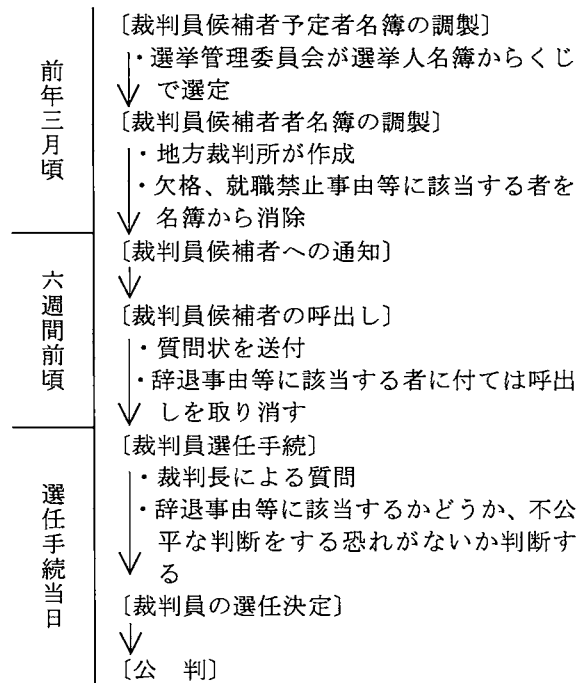 前年三月頃
〔裁判員候補者予定者名簿の調製〕
・選挙管理委員会が選挙人名簿からくじ
で選定
〔裁判員候補者者名簿の調製〕
・地方裁判所が作成
・欠格、就職禁止事由等に該当する者を
名簿から消除
六週間前頃
〔裁判員候補者への通知〕
〔裁判員候補者の呼出し〕
・質問状を送付
・辞退事由等に該当する者に付ては呼出
しを取り消す
選任手続当日
〔裁判員選任手続〕
・裁判長による質問
・辞退事由等に該当するかどうか、不公
平な判断をする恐れがないか判断す
る
〔裁判員の選任決定〕
〔公　判〕